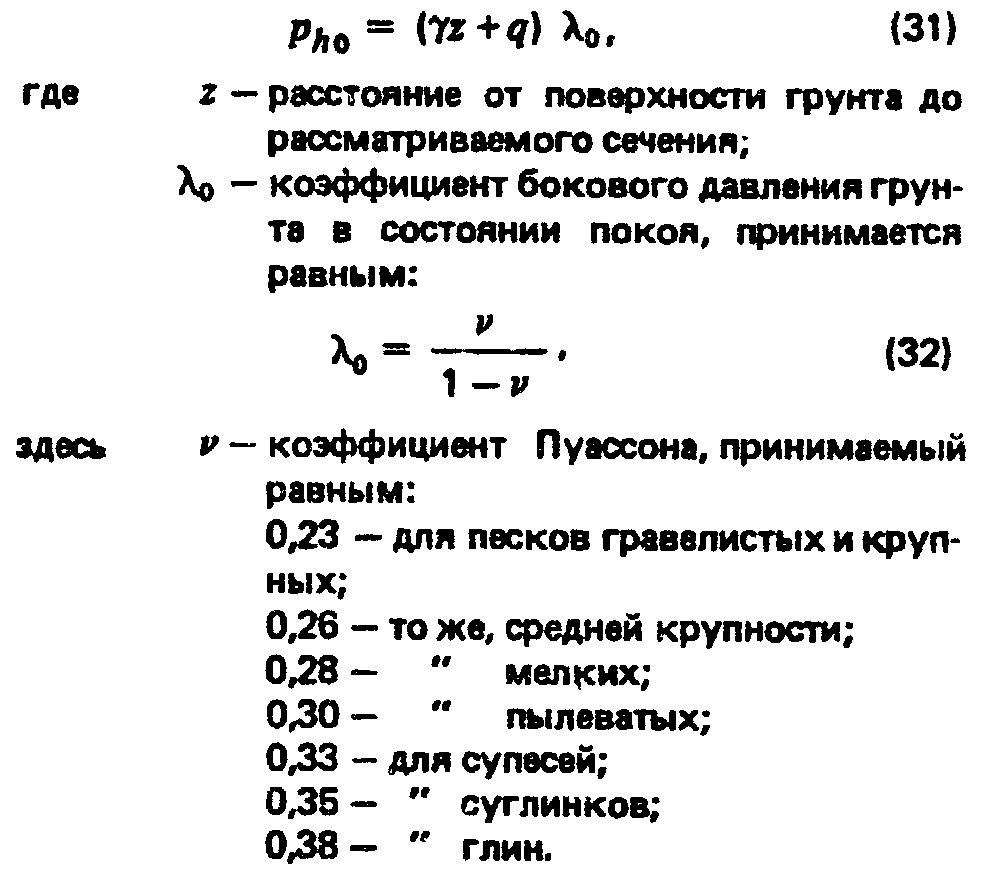 p_{h0} = (γz + q) λ₀, (31)
где z — расстояние от поверхности грунта до
рассматриваемого сечения;
λ₀ — коэффициент бокового давления грун-
та в состоянии покоя, принимается
равным:
λ₀ = ν / (1 − ν) , (32)
здесь ν — коэффициент Пуассона, принимаемый
равным:
0,23 — для песков гравелистых и круп-
ных;
0,26 — то же, средней крупности;
0,28 — " мелких;
0,30 — " пылеватых;
0,33 — для супесей;
0,35 — " суглинков;
0,38 — " глин.